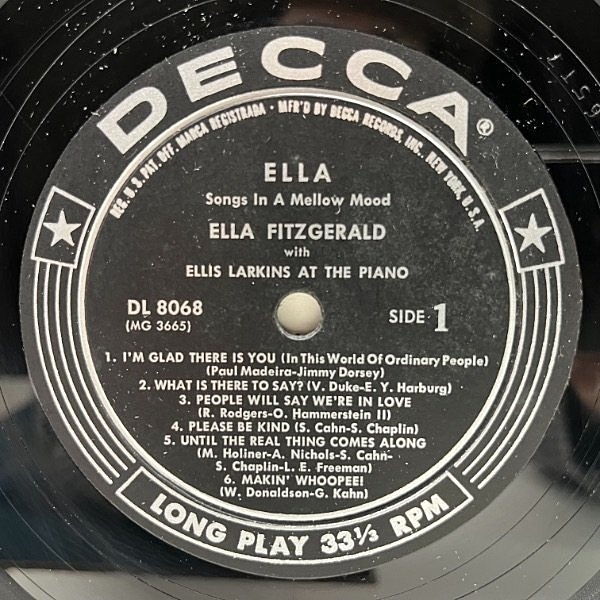 DECCA®
REG. U.S. PAT. OFF. MARCA REGISTRADA • MFR'D BY DECCA RECORDS, INC., NEW YORK, U.S.A.
ELLA
Songs In A Mellow Mood
ELLA FITZGERALD
with
ELLIS LARKINS AT THE PIANO
DL 8068
(MG 3665)
SIDE 1
1. I'M GLAD THERE IS YOU (In This World Of Ordinary People)
(Paul Madeira-Jimmy Dorsey)
2. WHAT IS THERE TO SAY? (V. Duke-E. Y. Harburg)
3. PEOPLE WILL SAY WE'RE IN LOVE
(R. Rodgers-O. Hammerstein II)
4. PLEASE BE KIND (S. Cahn-S. Chaplin)
5. UNTIL THE REAL THING COMES ALONG
(M. Holiner-A. Nichols-S. Cahn-
S. Chaplin-L. E. Freeman)
6. MAKIN' WHOOPEE!
(W. Donaldson-G. Kahn)
LONG PLAY 33⅓ RPM